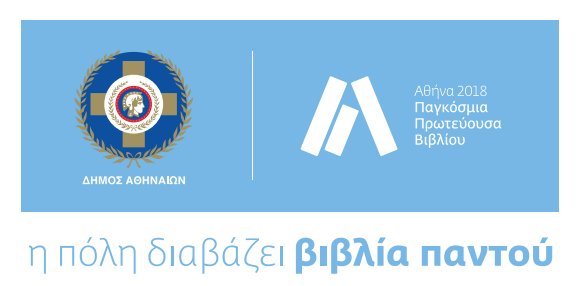 ΔΗΜΟΣ ΑΘΗΝΑΙΩΝ
Αθήνα 2018
Παγκόσμια
Πρωτεύουσα
Βιβλίου
η πόλη διαβάζει βιβλία παντού